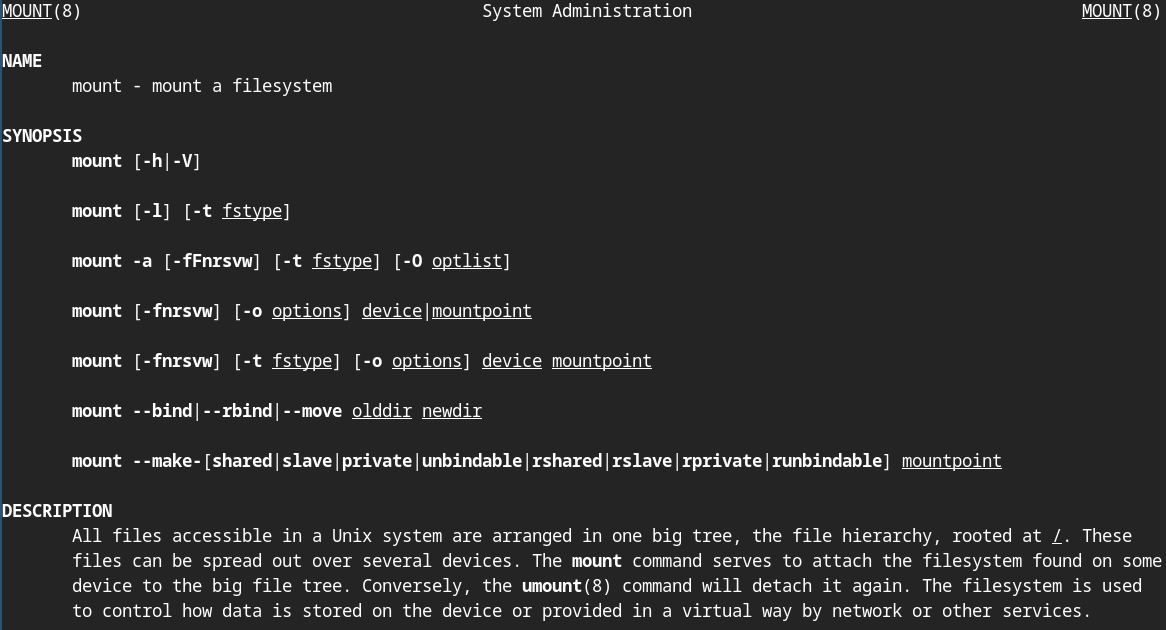 MOUNT(8) System Administration MOUNT(8)
NAME
mount - mount a filesystem
SYNOPSIS
mount [-h|-V]
mount [-l] [-t fstype]
mount -a [-fFnrsvw] [-t fstype] [-O optlist]
mount [-fnrsvw] [-o options] device|mountpoint
mount [-fnrsvw] [-t fstype] [-o options] device mountpoint
mount --bind|--rbind|--move olddir newdir
mount --make-[shared|slave|private|unbindable|rshared|rslave|rprivate|runbindable] mountpoint
DESCRIPTION
All files accessible in a Unix system are arranged in one big tree, the file hierarchy, rooted at /. These
files can be spread out over several devices. The mount command serves to attach the filesystem found on some
device to the big file tree. Conversely, the umount(8) command will detach it again. The filesystem is used
to control how data is stored on the device or provided in a virtual way by network or other services.